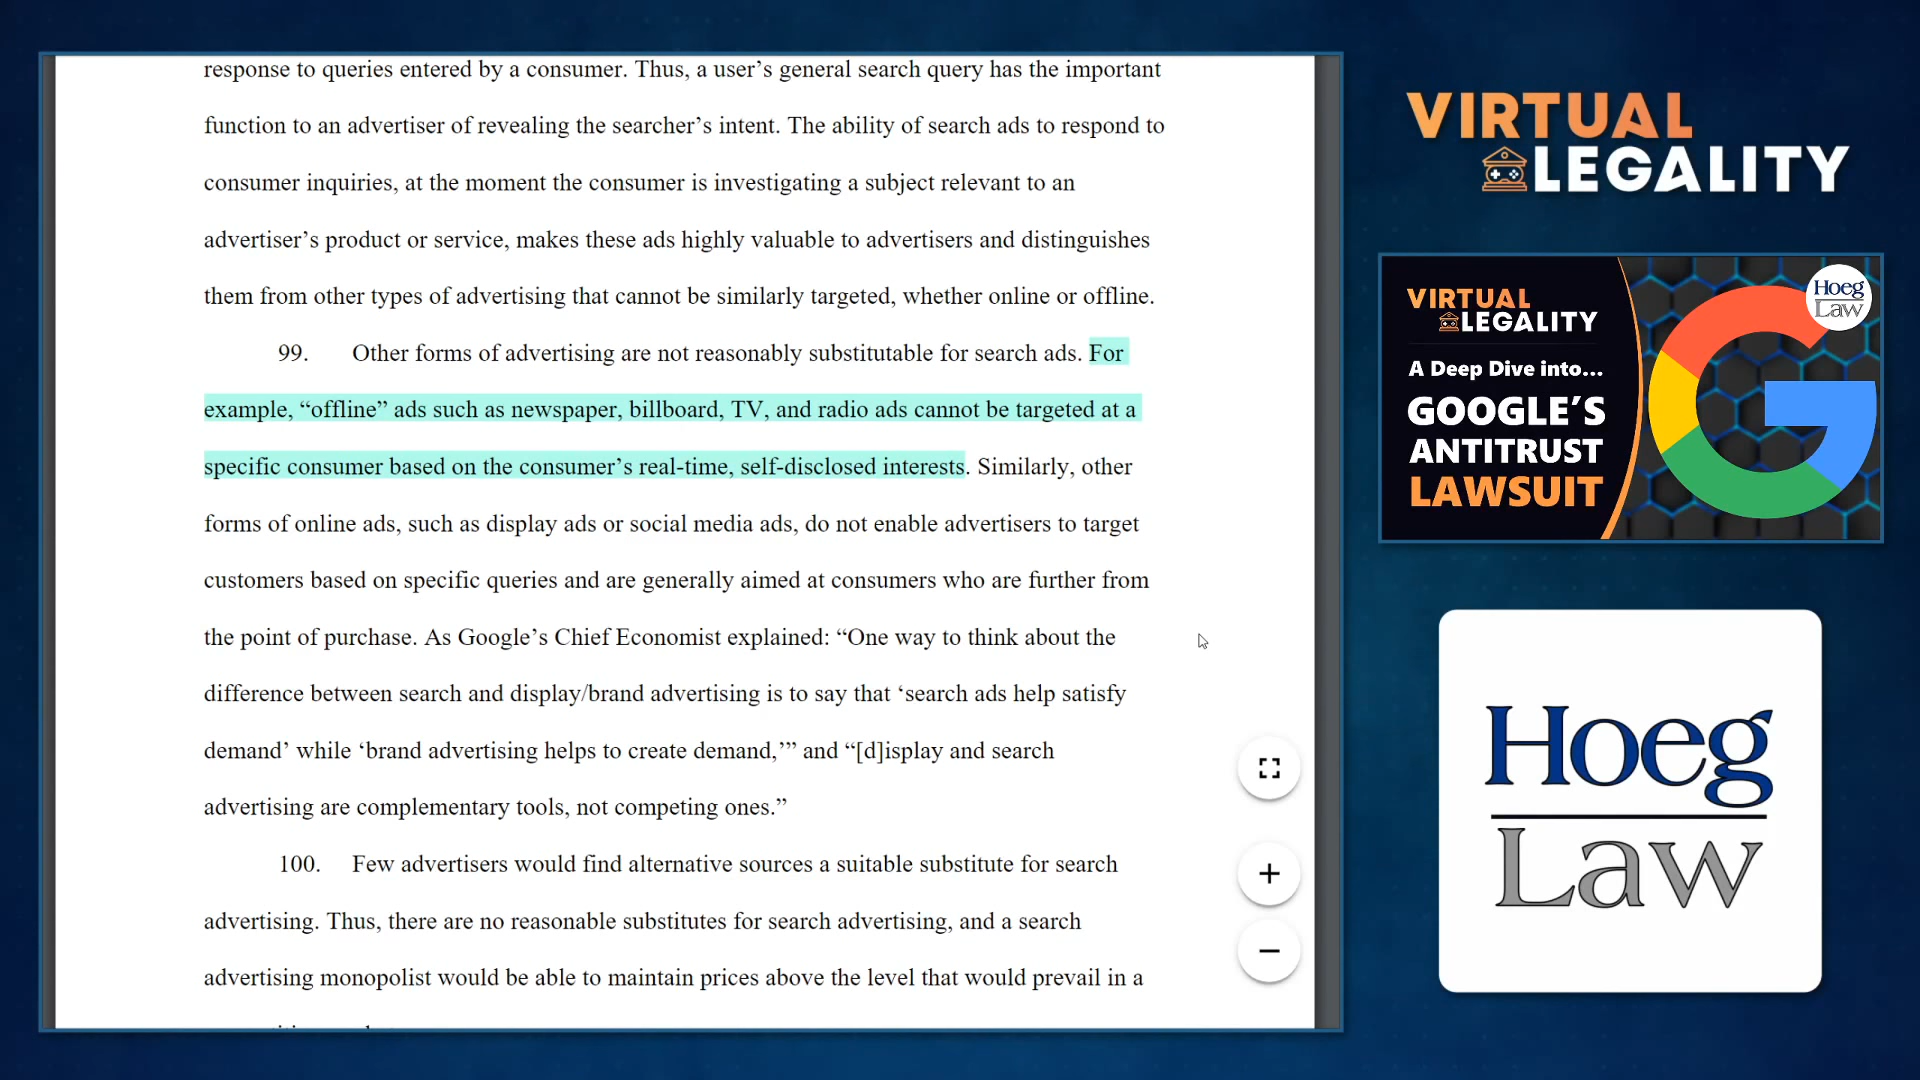 response to queries entered by a consumer. Thus, a user’s general search query has the important
function to an advertiser of revealing the searcher’s intent. The ability of search ads to respond to
consumer inquiries, at the moment the consumer is investigating a subject relevant to an
advertiser’s product or service, makes these ads highly valuable to advertisers and distinguishes
them from other types of advertising that cannot be similarly targeted, whether online or offline.
99. Other forms of advertising are not reasonably substitutable for search ads. For
example, “offline” ads such as newspaper, billboard, TV, and radio ads cannot be targeted at a
specific consumer based on the consumer’s real-time, self-disclosed interests. Similarly, other
forms of online ads, such as display ads or social media ads, do not enable advertisers to target
customers based on specific queries and are generally aimed at consumers who are further from
the point of purchase. As Google’s Chief Economist explained: “One way to think about the
difference between search and display/brand advertising is to say that ‘search ads help satisfy
demand’ while ‘brand advertising helps to create demand,’” and “[d]isplay and search
advertising are complementary tools, not competing ones.”
100. Few advertisers would find alternative sources a suitable substitute for search
advertising. Thus, there are no reasonable substitutes for search advertising, and a search
advertising monopolist would be able to maintain prices above the level that would prevail in a
VIRTUAL
LEGALITY
VIRTUAL
LEGALITY
Hoeg
Law
A Deep Dive into...
GOOGLE’S
ANTITRUST
LAWSUIT
Hoeg
Law